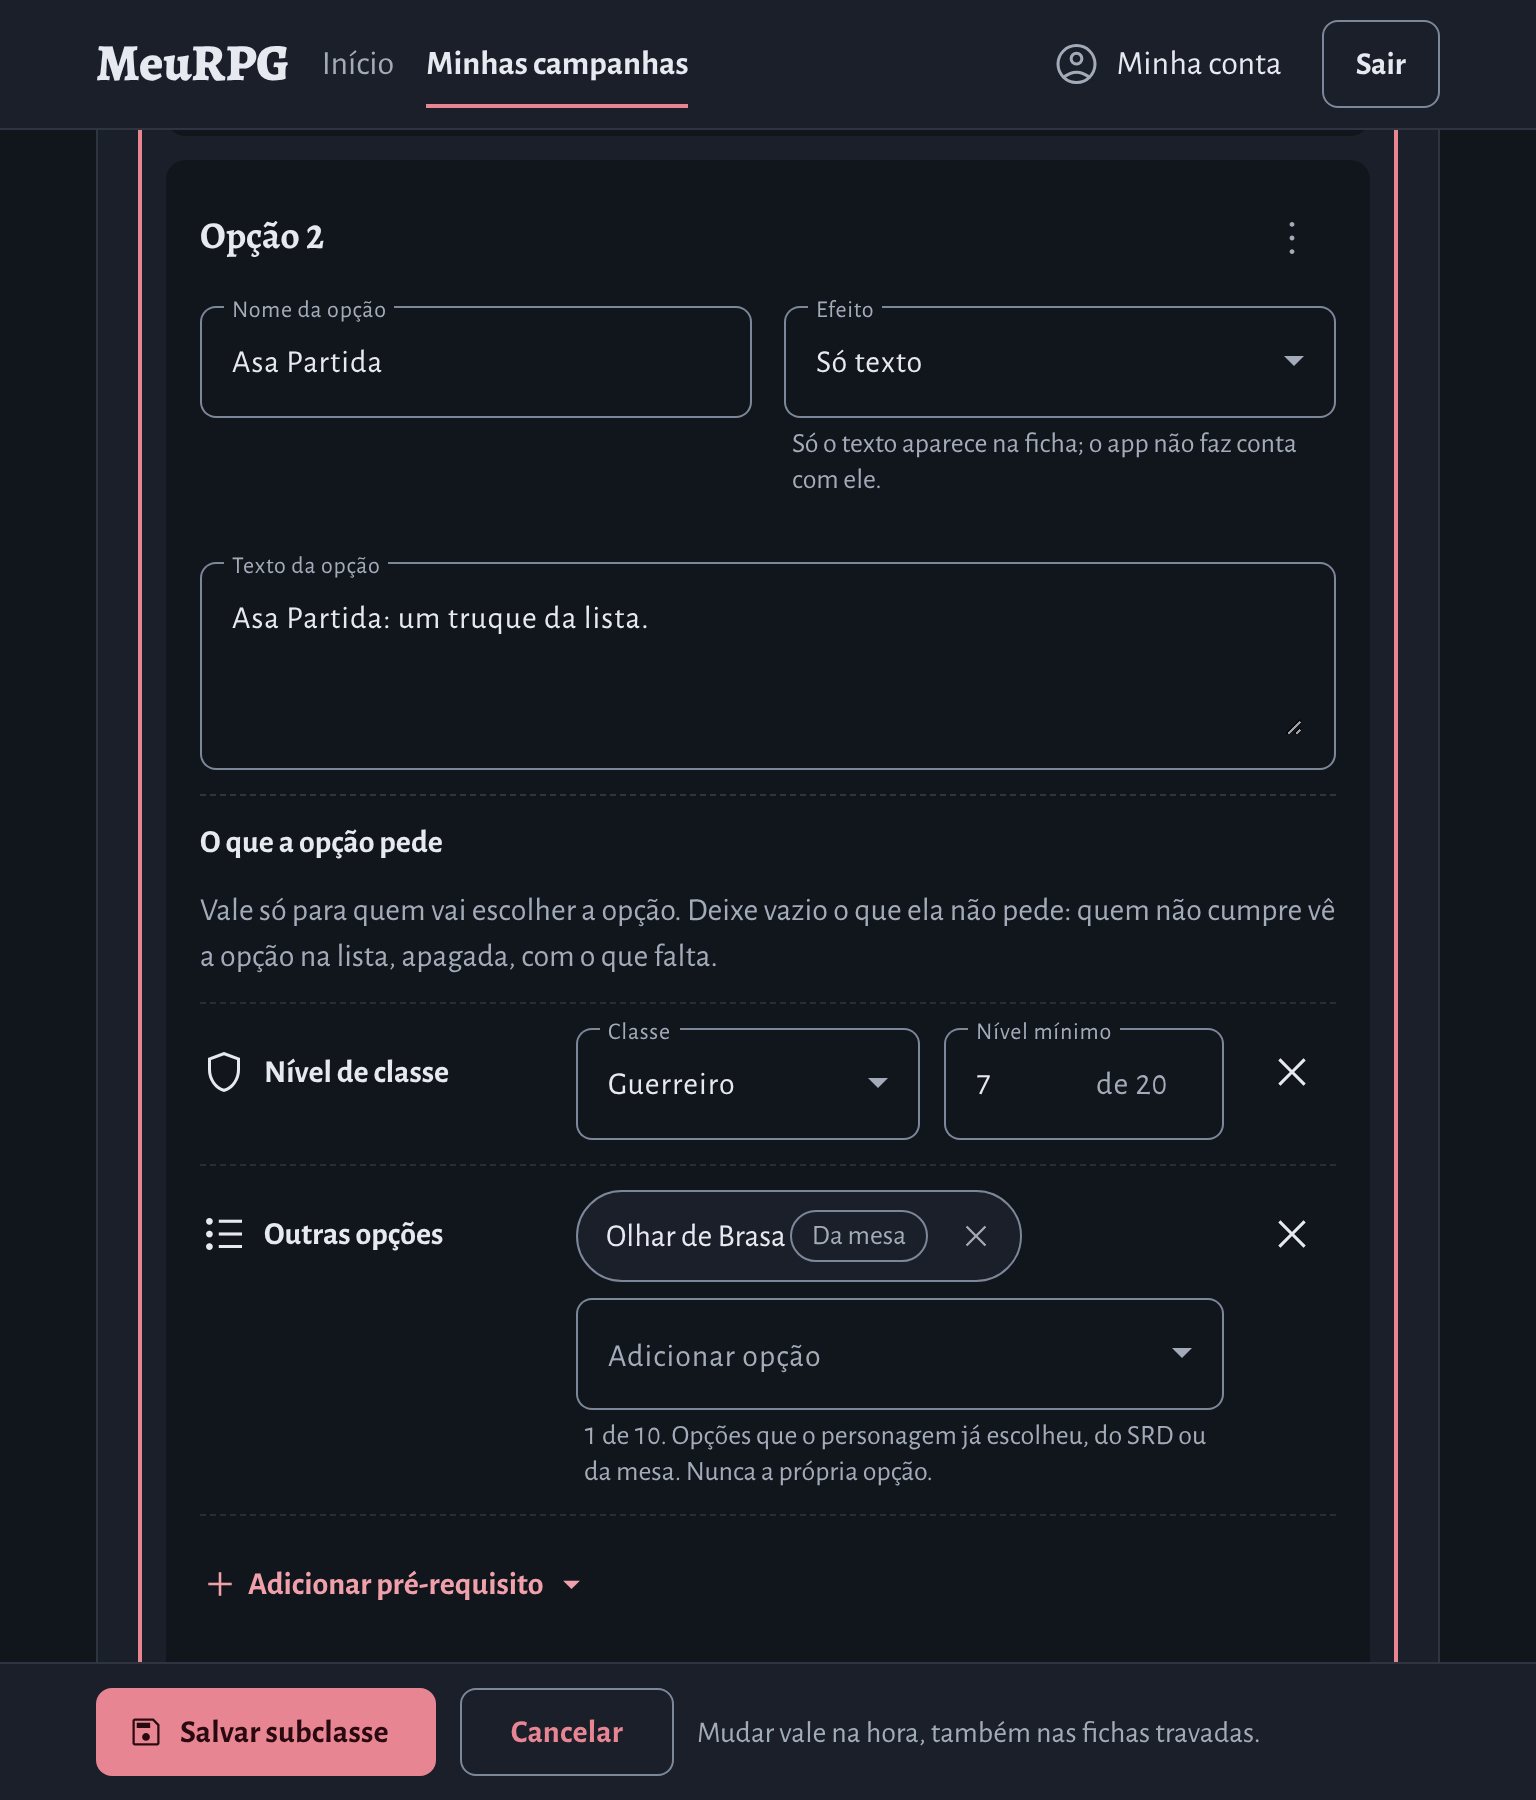 MeuRPG Início Minhas campanhas Minha conta Sair
Opção 2
Nome da opção
Asa Partida
Efeito
Só texto
Só o texto aparece na ficha; o app não faz conta
com ele.
Texto da opção
Asa Partida: um truque da lista.
O que a opção pede
Vale só para quem vai escolher a opção. Deixe vazio o que ela não pede: quem não cumpre vê
a opção na lista, apagada, com o que falta.
Nível de classe
Classe
Guerreiro
Nível mínimo
7 de 20
Outras opções
Olhar de Brasa Da mesa
Adicionar opção
1 de 10. Opções que o personagem já escolheu, do SRD ou
da mesa. Nunca a própria opção.
Adicionar pré-requisito
Salvar subclasse Cancelar Mudar vale na hora, também nas fichas travadas.